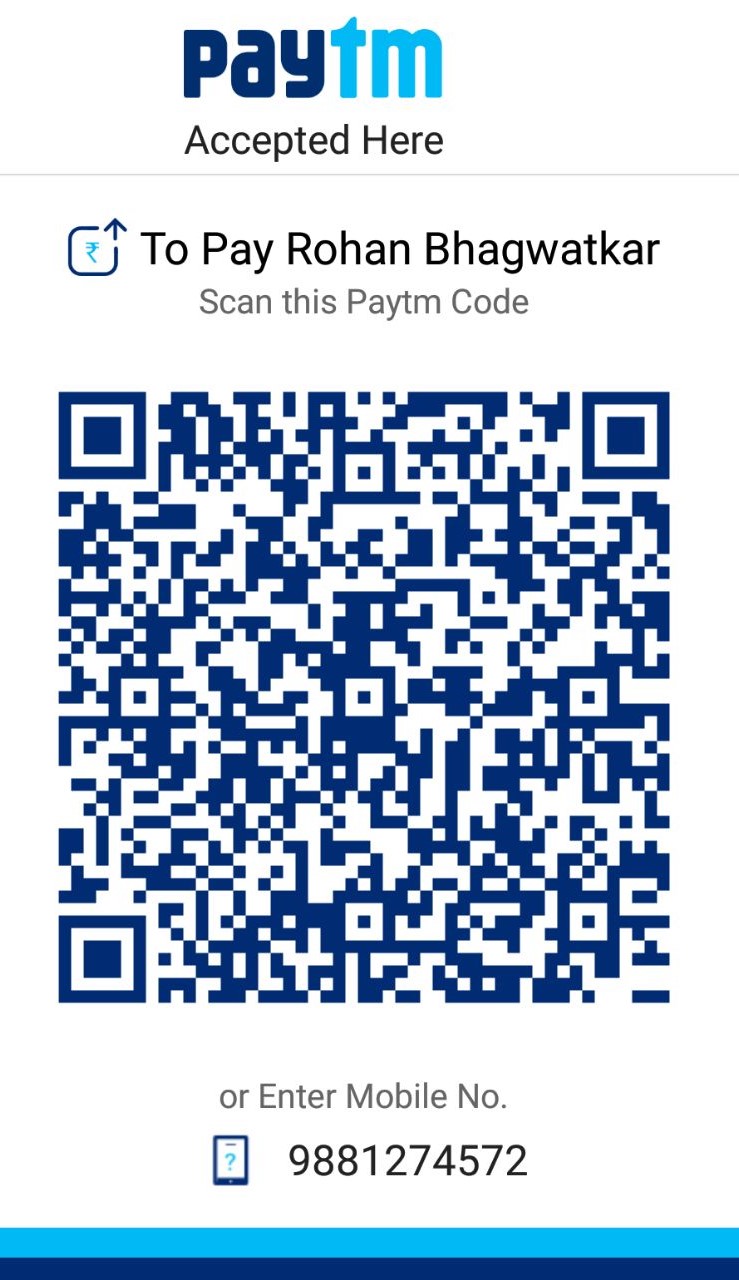 paytm
Accepted Here
₹
To Pay Rohan Bhagwatkar
Scan this Paytm Code
or Enter Mobile No.
?
9881274572